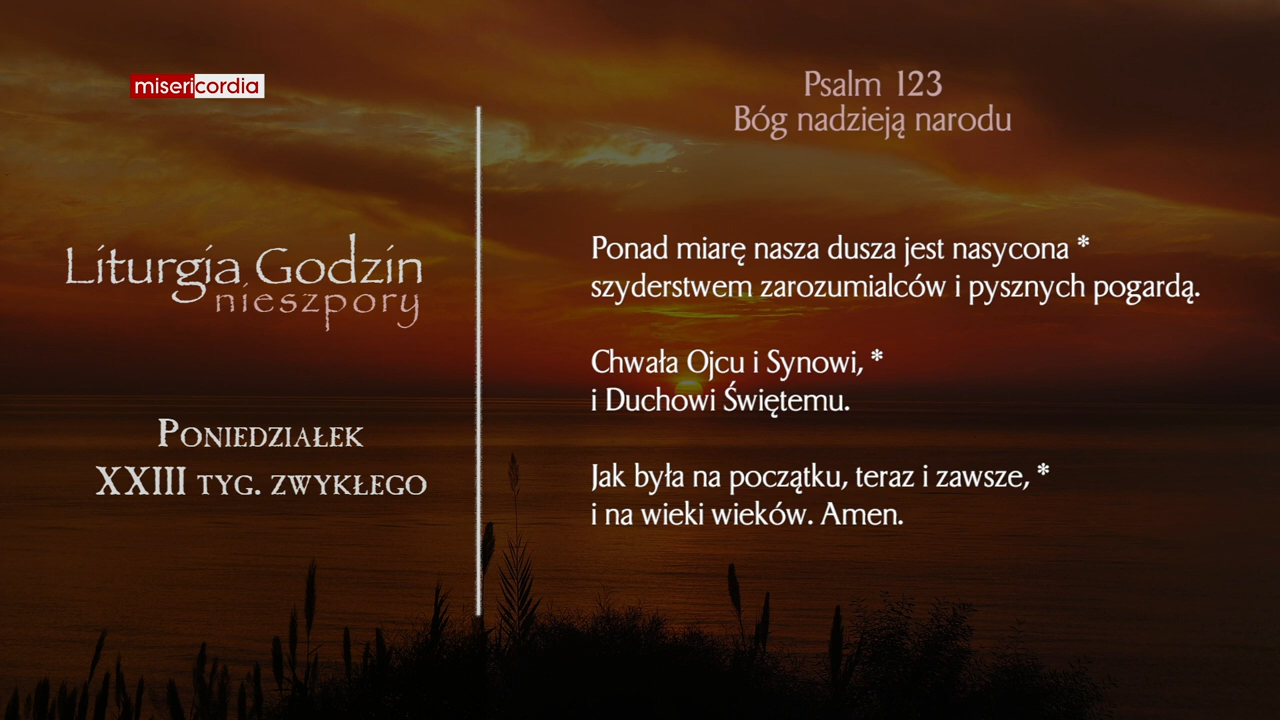 misericordia
Liturgia Godzin
nieszpory
Poniedziałek
XXIII tyg. zwykłego
Psalm 123
Bóg nadzieją narodu
Ponad miarę nasza dusza jest nasycona *
szyderstwem zarozumialców i pysznych pogardą.
Chwała Ojcu i Synowi, *
i Duchowi Świętemu.
Jak była na początku, teraz i zawsze, *
i na wieki wieków. Amen.